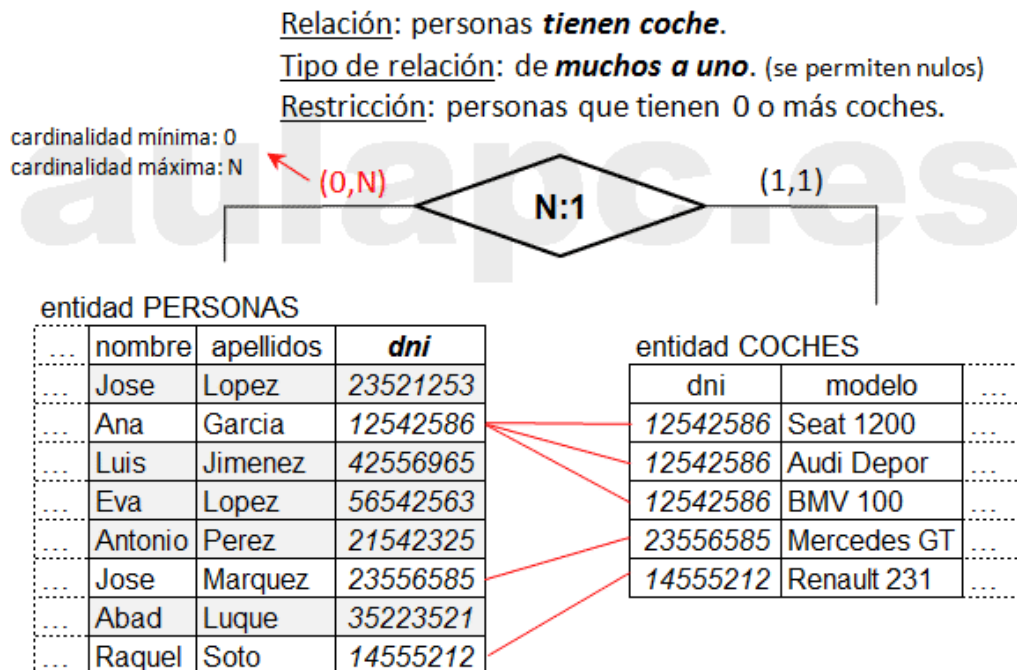 Relación: personas tienen coche.
Tipo de relación: de muchos a uno. (se permiten nulos)
Restricción: personas que tienen 0 o más coches.
cardinalidad mínima: 0
cardinalidad máxima: N
(0,N)
N:1
(1,1)
aulapc.es
entidad PERSONAS
... nombre apellidos dni
... Jose Lopez 23521253
... Ana Garcia 12542586
... Luis Jimenez 42556965
... Eva Lopez 56542563
... Antonio Perez 21542325
... Jose Marquez 23556585
... Abad Luque 35223521
... Raquel Soto 14555212
entidad COCHES
dni modelo ...
12542586 Seat 1200 ...
12542586 Audi Depor ...
12542586 BMV 100 ...
23556585 Mercedes GT ...
14555212 Renault 231 ...